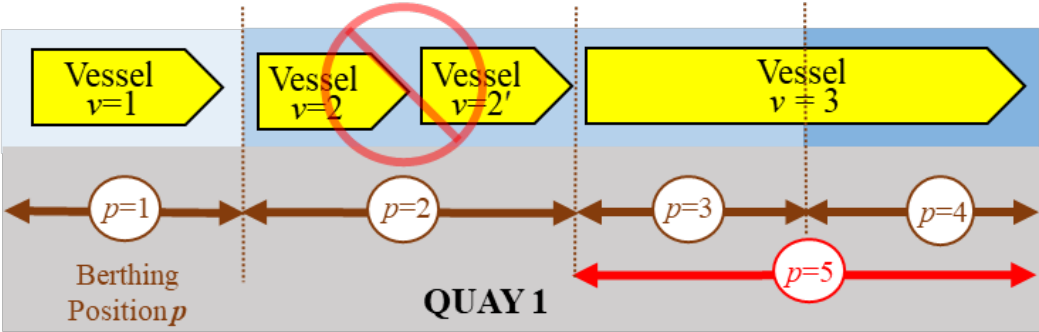 Vessel
v=1
Vessel
v=2
Vessel
v=2′
Vessel
v = 3
p=1
p=2
p=3
p=4
p=5
Berthing
Position p
QUAY 1